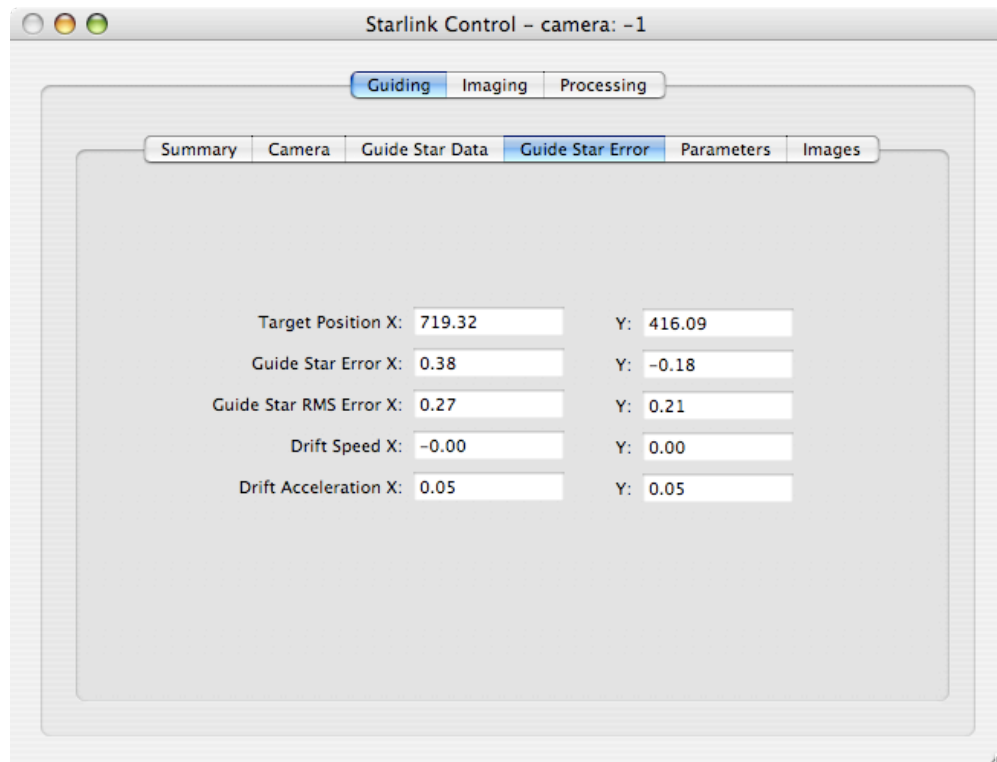 Starlink Control – camera: –1
Guiding Imaging Processing
Summary Camera Guide Star Data Guide Star Error Parameters Images
Target Position X: 719.32 Y: 416.09
Guide Star Error X: 0.38 Y: –0.18
Guide Star RMS Error X: 0.27 Y: 0.21
Drift Speed X: –0.00 Y: 0.00
Drift Acceleration X: 0.05 Y: 0.05